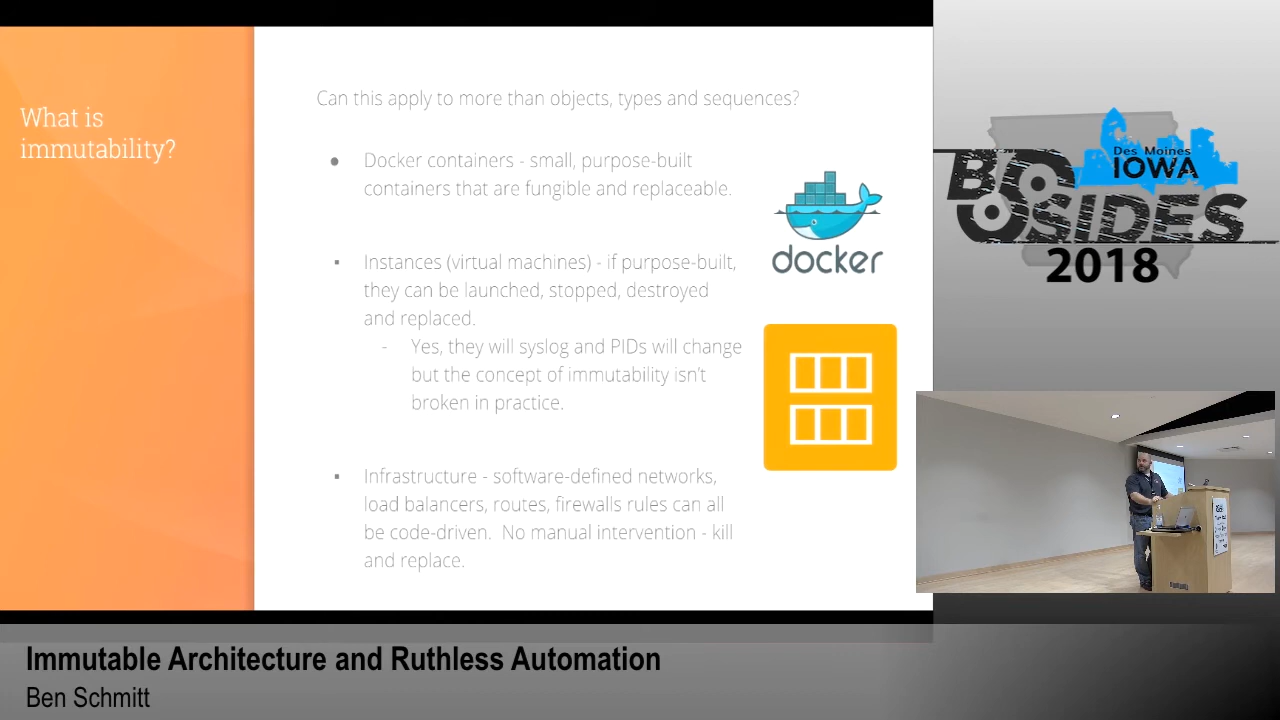 What is
immutability?
Can this apply to more than objects, types and sequences?
● Docker containers - small, purpose-built
containers that are fungible and replaceable.
▪ Instances (virtual machines) - if purpose-built,
they can be launched, stopped, destroyed
and replaced.
- Yes, they will syslog and PIDs will change
but the concept of immutability isn't
broken in practice.
▪ Infrastructure - software-defined networks,
load balancers, routes, firewalls rules can all
be code-driven.  No manual intervention - kill
and replace.
docker
Des Moines
IOWA
BSIDES
2018
Immutable Architecture and Ruthless Automation
Ben Schmitt